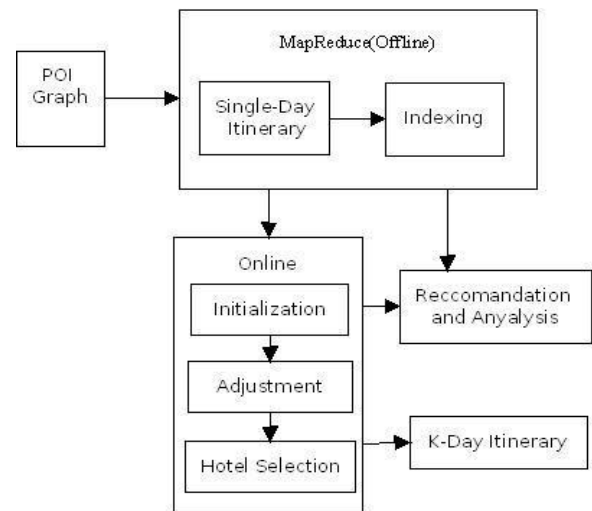 MapReduce(Offline)
POI
Graph
Single-Day
Itinerary
Indexing
Online
Initialization
Reccomandation
and Anyalysis
Adjustment
K-Day Itinerary
Hotel Selection